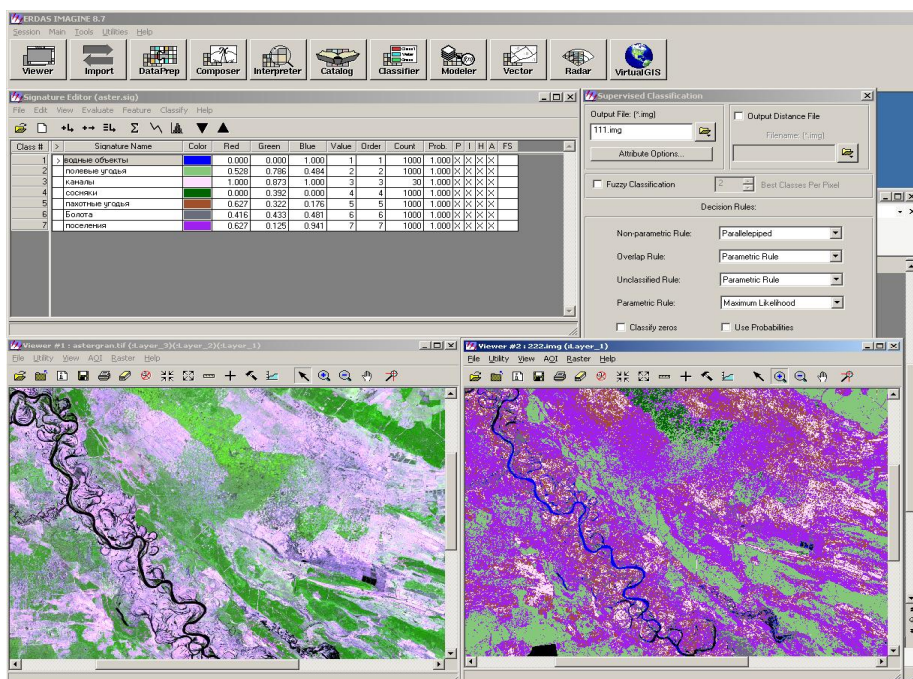 ERDAS IMAGINE 8.7
Session Main Tools Utilities Help
Viewer Import DataPrep Composer Interpreter Catalog Classifier Modeler Vector Radar VirtualGIS
Signature Editor (aster.sig)
File Edit View Evaluate Feature Classify Help
Class # > Signature Name Color Red Green Blue Value Order Count Prob. P I H A FS
1 > водные объекты 0.000 0.000 1.000 1 1 1000 1.000 X X X X
2 полевые угодья 0.528 0.786 0.484 2 2 1000 1.000 X X X X
3 каналы 1.000 0.873 1.000 3 3 30 1.000 X X X X
4 сосняки 0.000 0.392 0.000 4 4 1000 1.000 X X X X
5 пахотные угодья 0.627 0.322 0.176 5 5 1000 1.000 X X X X
6 Болота 0.416 0.433 0.481 6 6 1000 1.000 X X X X
7 поселения 0.627 0.125 0.941 7 7 1000 1.000 X X X X
Supervised Classification
Output File: (*.img)
Output Distance File
111.img
Filename: (*.img)
Attribute Options...
Fuzzy Classification 2 Best Classes Per Pixel
Decision Rules:
Non-parametric Rule: Parallelepiped
Overlap Rule: Parametric Rule
Unclassified Rule: Parametric Rule
Parametric Rule: Maximum Likelihood
Classify zeros Use Probabilities
Viewer #1 : astergran.tif (:Layer_3)(:Layer_2)(:Layer_1)
File Utility View AOI Raster Help
Viewer #2 : 222.img (:Layer_1)
File Utility View AOI Raster Help